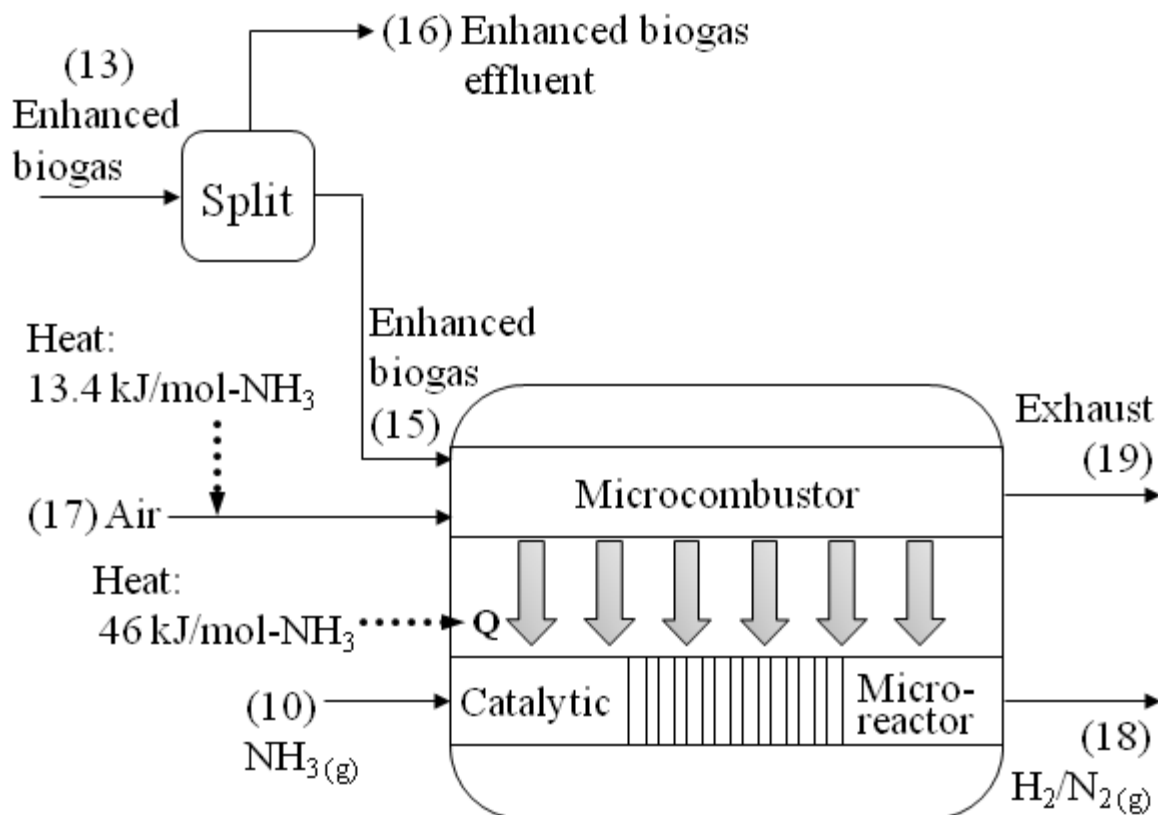 (16) Enhanced biogas
effluent
(13)
Enhanced
biogas
Split
Enhanced
biogas
(15)
Heat:
13.4 kJ/mol-NH₃
(17) Air
Microcombustor
Exhaust
(19)
Heat:
46 kJ/mol-NH₃
Q
(10)
NH₃₍g₎
Catalytic
Micro-
reactor
(18)
H₂/N₂₍g₎